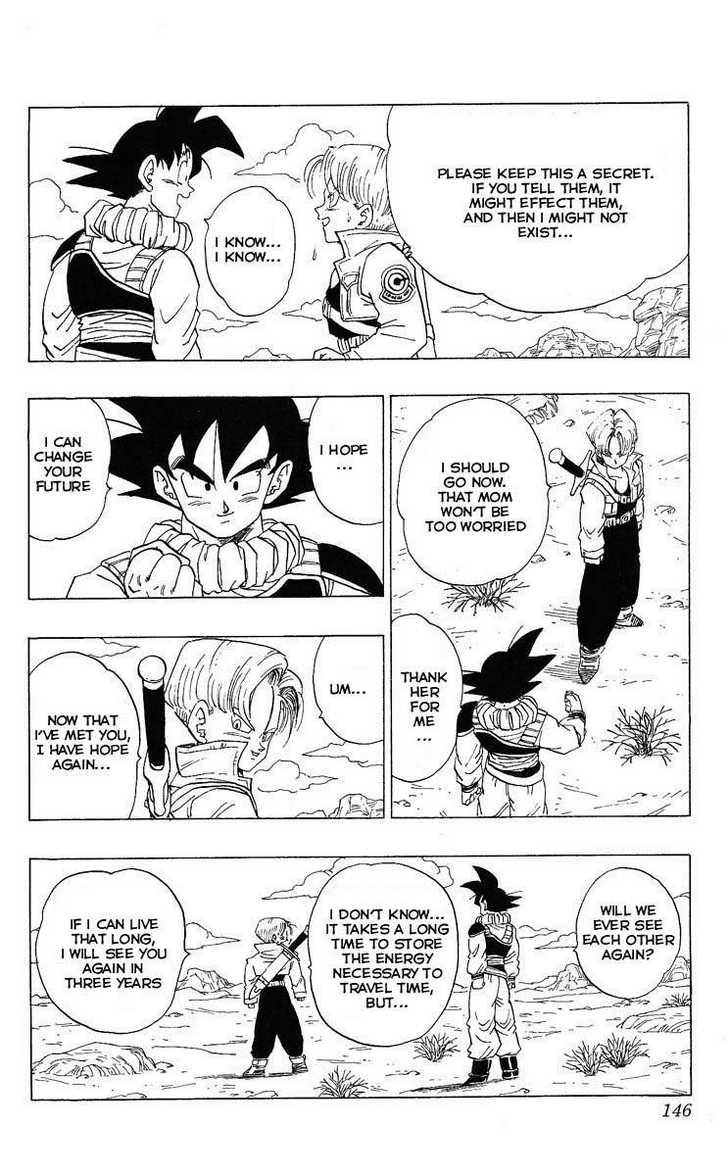 PLEASE KEEP THIS A SECRET.
IF YOU TELL THEM, IT
MIGHT EFFECT THEM,
AND THEN I MIGHT NOT
EXIST...
I KNOW...
I KNOW...
I SHOULD
GO NOW.
THAT MOM
WON'T BE
TOO WORRIED
THANK
HER FOR
ME
...
I HOPE
...
I CAN
CHANGE
YOUR
FUTURE
UM...
NOW THAT
I'VE MET YOU,
I HAVE HOPE
AGAIN...
WILL WE
EVER SEE
EACH OTHER
AGAIN?
I DON'T KNOW...
IT TAKES A LONG
TIME TO STORE
THE ENERGY
NECESSARY TO
TRAVEL TIME,
BUT...
IF I CAN LIVE
THAT LONG,
I WILL SEE YOU
AGAIN IN
THREE YEARS
146